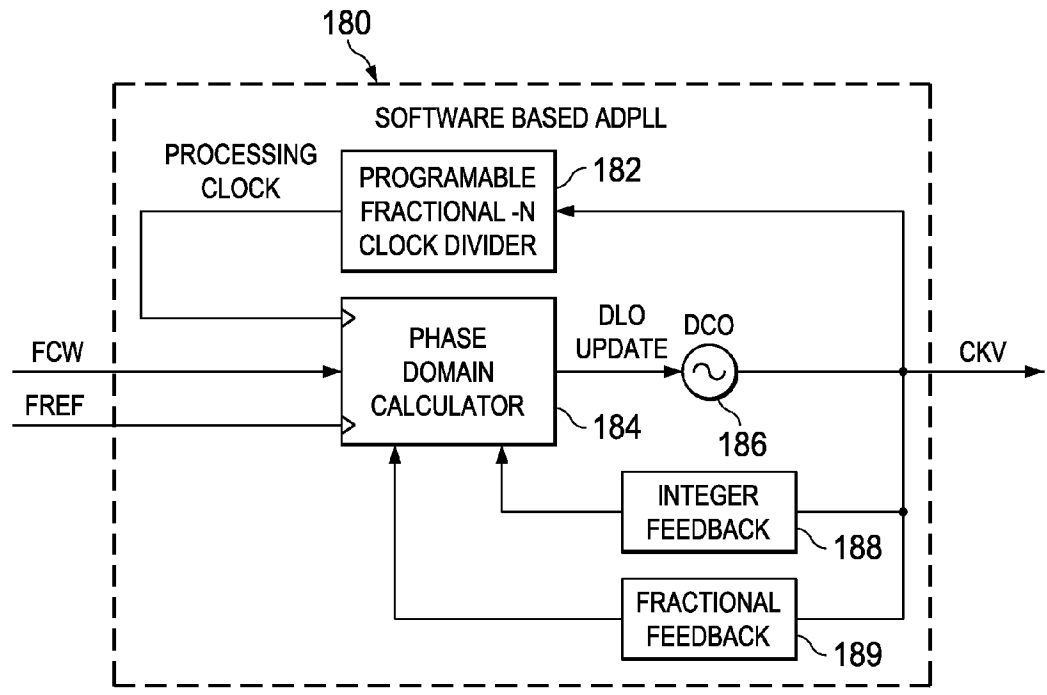 180
SOFTWARE BASED ADPLL
PROCESSING
CLOCK
PROGRAMABLE
FRACTIONAL -N
CLOCK DIVIDER
182
FCW
FREF
PHASE
DOMAIN
CALCULATOR
184
DLO
UPDATE
DCO
186
CKV
INTEGER
FEEDBACK
188
FRACTIONAL
FEEDBACK
189